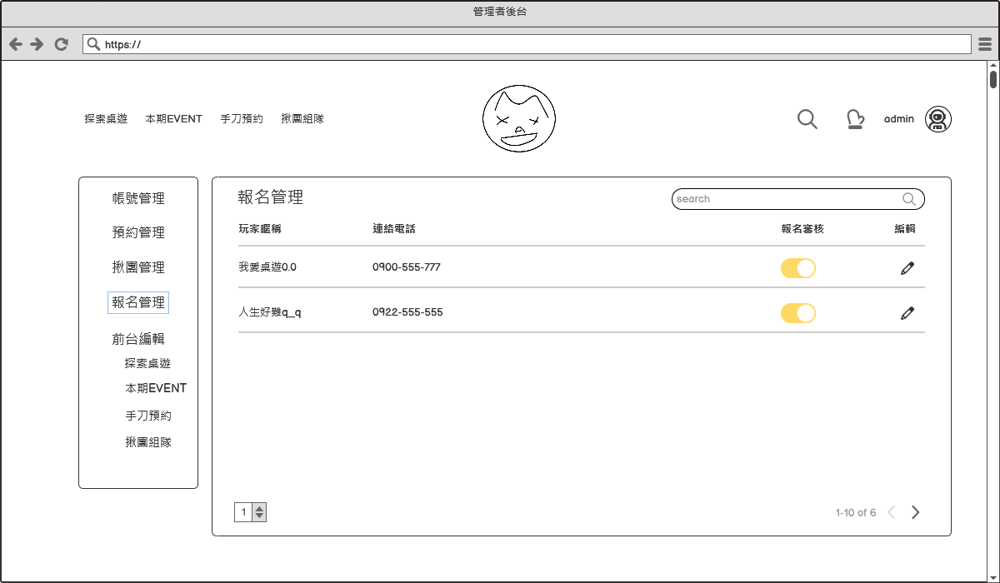 管理者後台
https://
探索桌遊 本期EVENT 手刀預約 揪團組隊
admin
帳號管理
預約管理
揪團管理
報名管理
前台編輯
探索桌遊
本期EVENT
手刀預約
揪團組隊
報名管理
search
玩家暱稱 連絡電話 報名審核 編輯
我愛桌遊0.0 0900-555-777
人生好難q_q 0922-555-555
1
1-10 of 6